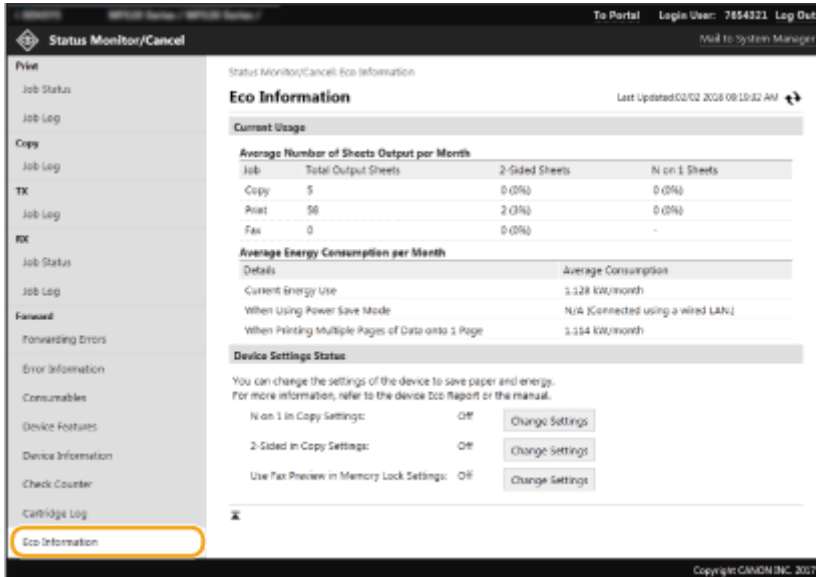 To Portal Login User: 7654321 Log Out
Status Monitor/Cancel Mail to System Manager
Print
Job Status
Job Log
Copy
Job Log
TX
Job Log
RX
Job Status
Job Log
Forward
Forwarding Errors
Error Information
Consumables
Device Features
Device Information
Check Counter
Cartridge Log
Eco Information
Status Monitor/Cancel: Eco Information
Eco Information Last Updated:02/02 2018 08:19:32 AM
Current Usage
Average Number of Sheets Output per Month
Job Total Output Sheets 2-Sided Sheets N on 1 Sheets
Copy 5 0 (0%) 0 (0%)
Print 58 2 (3%) 0 (0%)
Fax 0 0 (0%) -
Average Energy Consumption per Month
Details Average Consumption
Current Energy Use 1.128 kW/month
When Using Power Save Mode N/A (Connected using a wired LAN.)
When Printing Multiple Pages of Data onto 1 Page 1.114 kW/month
Device Settings Status
You can change the settings of the device to save paper and energy.
For more information, refer to the device Eco Report or the manual.
N on 1 in Copy Settings: Off Change Settings
2-Sided in Copy Settings: Off Change Settings
Use Fax Preview in Memory Lock Settings: Off Change Settings
Copyright CANON INC. 2017